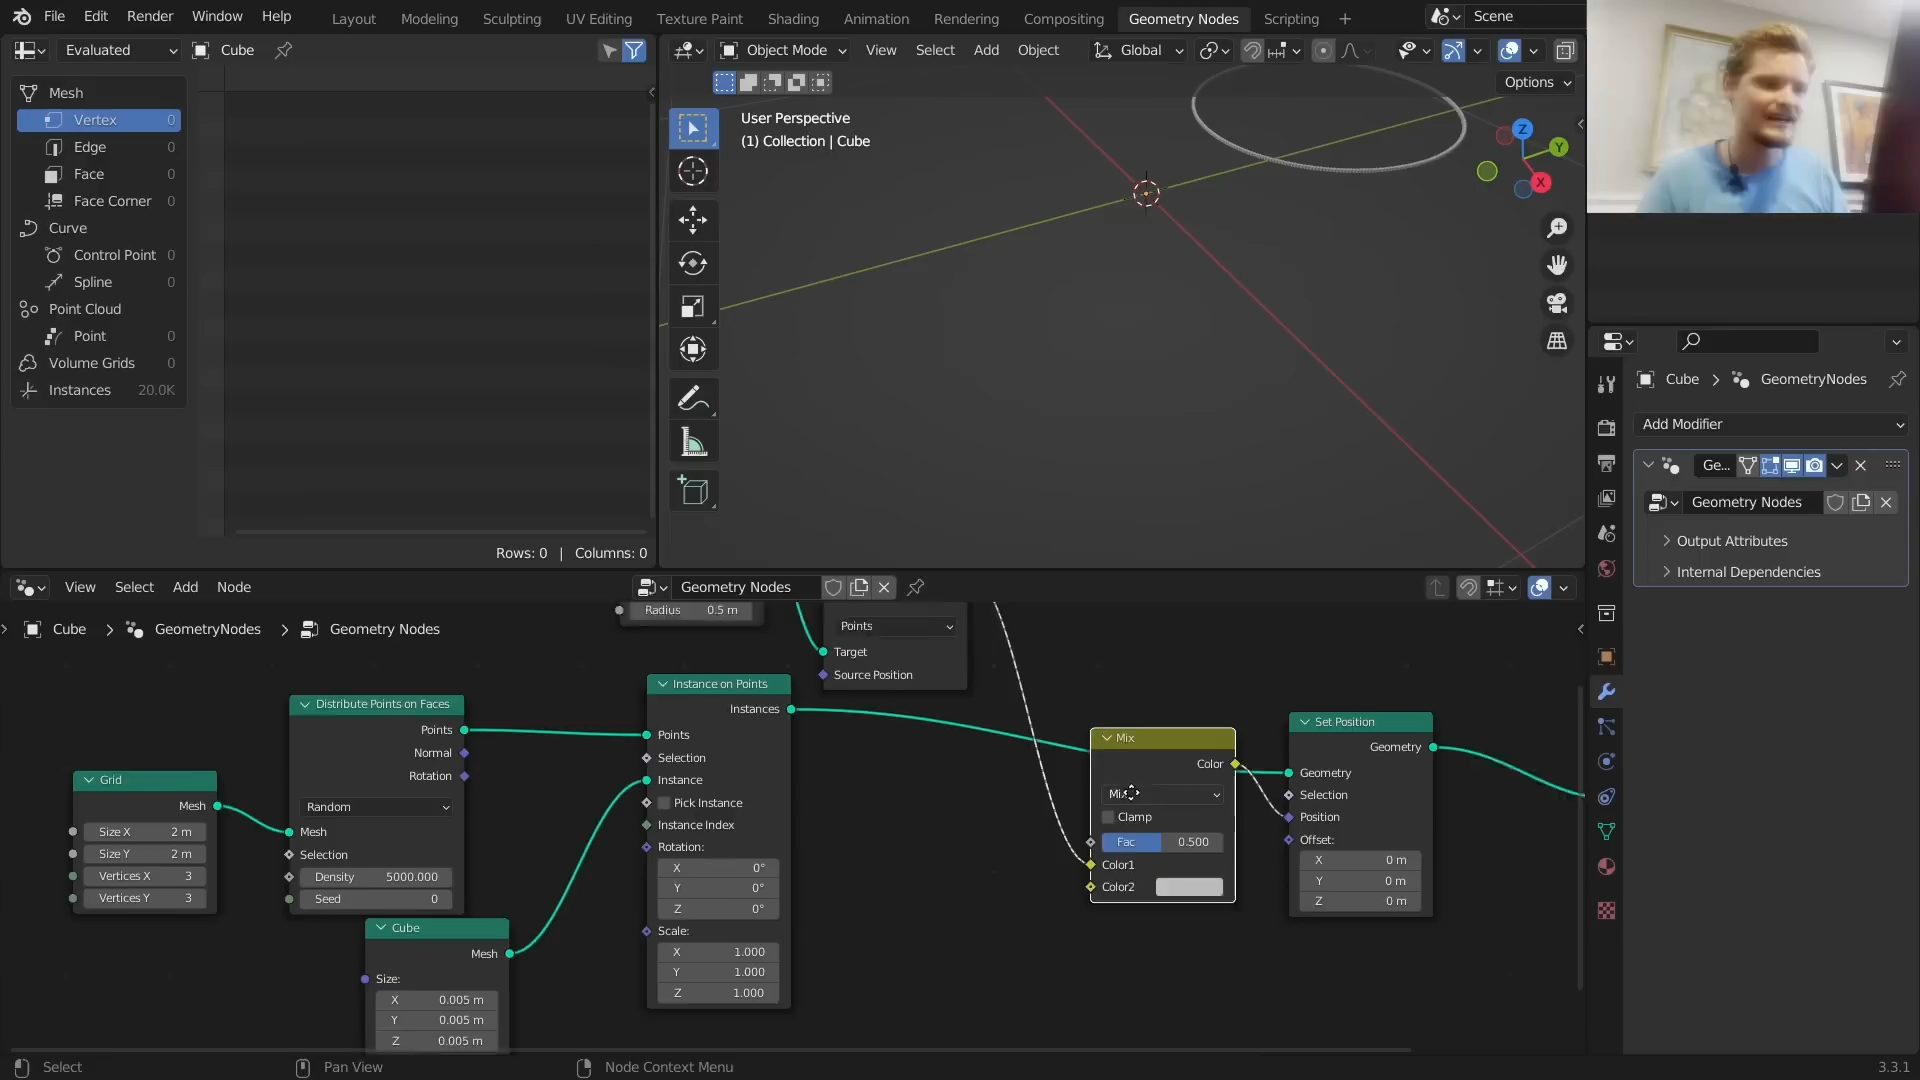 File Edit Render Window Help
Layout Modeling Sculpting UV Editing Texture Paint Shading Animation Rendering Compositing Geometry Nodes Scripting +
Scene
Evaluated
Cube
Object Mode View Select Add Object
Global
Options
Mesh
Vertex 0
Edge 0
Face 0
Face Corner 0
Curve
Control Point 0
Spline 0
Point Cloud
Point 0
Volume Grids 0
Instances 20.0K
Rows: 0 | Columns: 0
User Perspective
(1) Collection | Cube
Z
Y
X
Cube > GeometryNodes
Add Modifier
Ge...
Geometry Nodes
Output Attributes
Internal Dependencies
View Select Add Node
Geometry Nodes
Cube > GeometryNodes > Geometry Nodes
Radius 0.5 m
Points
Target
Source Position
Grid
Mesh
Size X 2 m
Size Y 2 m
Vertices X 3
Vertices Y 3
Distribute Points on Faces
Points
Normal
Rotation
Random
Mesh
Selection
Density 5000.000
Seed 0
Cube
Mesh
Size:
X 0.005 m
Y 0.005 m
Z 0.005 m
Instance on Points
Instances
Points
Selection
Instance
Pick Instance
Instance Index
Rotation:
X 0°
Y 0°
Z 0°
Scale:
X 1.000
Y 1.000
Z 1.000
Mix
Color
Mix
Clamp
Fac 0.500
Color1
Color2
Set Position
Geometry
Geometry
Selection
Position
Offset:
X 0 m
Y 0 m
Z 0 m
Select
Pan View
Node Context Menu
3.3.1